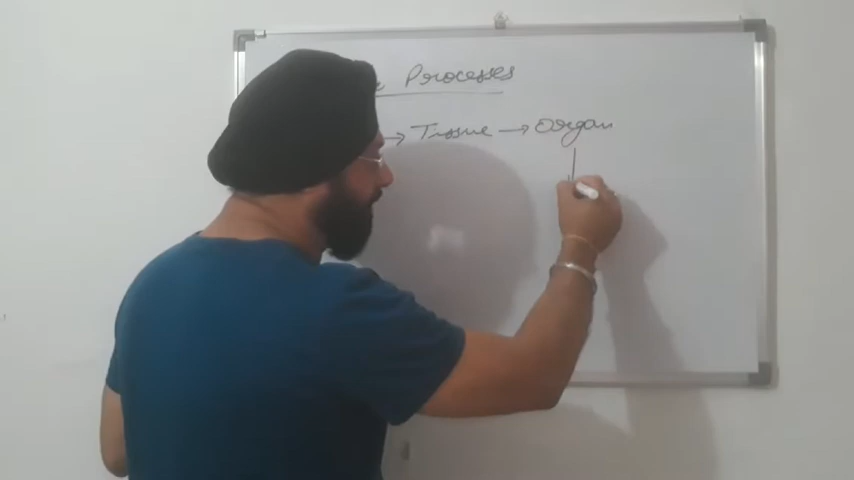 Processes
→ Tissue → Organ